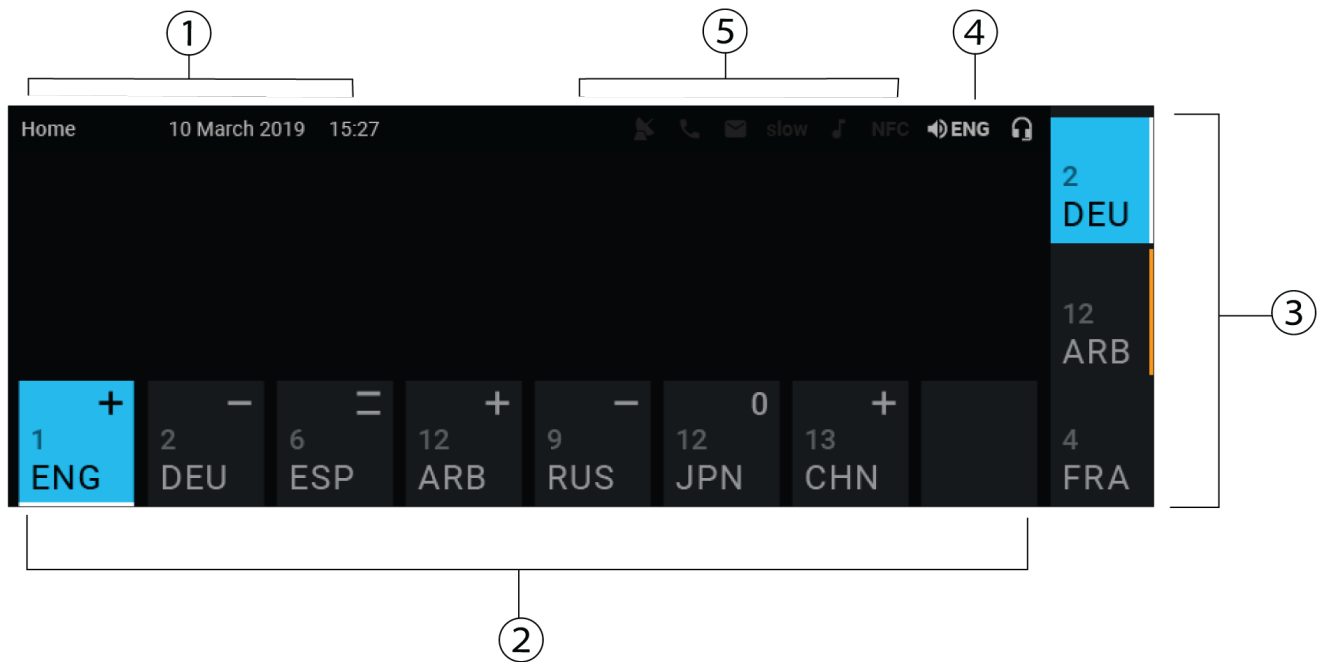 1
5
4
Home 10 March 2019 15:27 slow NFC ENG
2
DEU
3
12
ARB
+ - = + - 0 +
1 2 6 12 9 12 13 4
ENG DEU ESP ARB RUS JPN CHN FRA
2